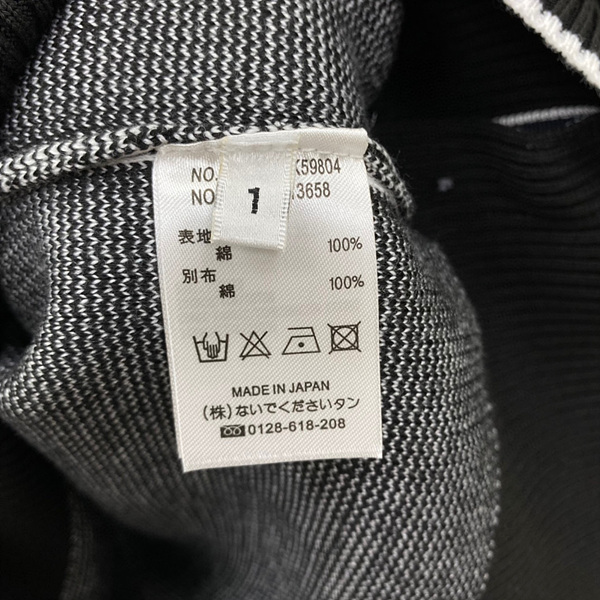 NO. K59804
NO 3658
1
表地
綿 100%
別布
綿 100%
MADE IN JAPAN
(株)ないでくださいタン
0128-618-208